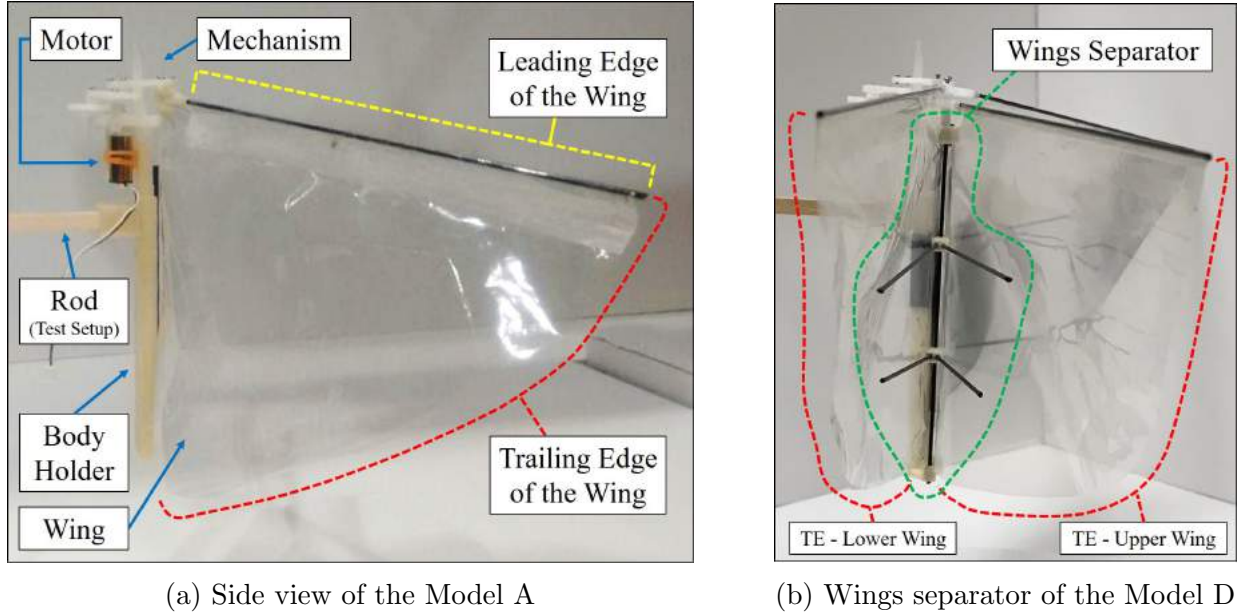 Motor
Mechanism
Leading Edge
of the Wing
Rod
(Test Setup)
Body
Holder
Wing
Trailing Edge
of the Wing
(a) Side view of the Model A
Wings Separator
TE - Lower Wing
TE - Upper Wing
(b) Wings separator of the Model D